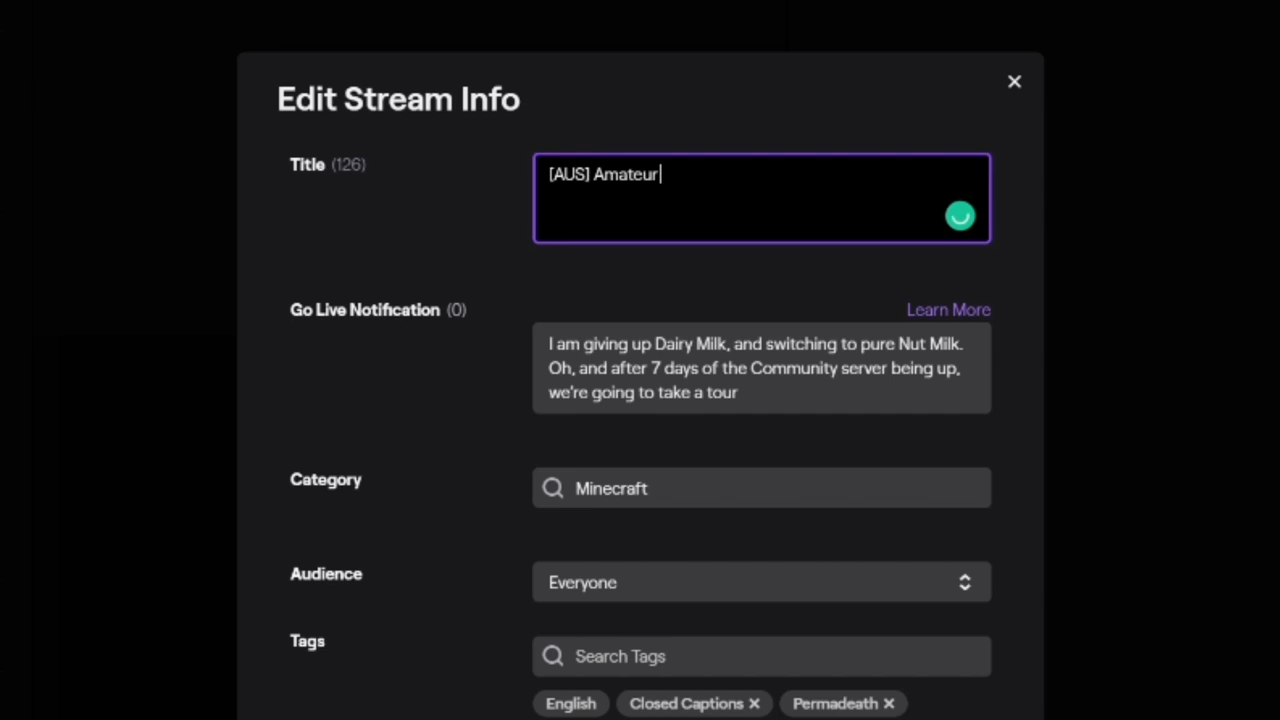 Edit Stream Info
Title (126)
[AUS] Amateur
Go Live Notification (0)
Learn More
I am giving up Dairy Milk, and switching to pure Nut Milk.
Oh, and after 7 days of the Community server being up,
we're going to take a tour
Category
Minecraft
Audience
Everyone
Tags
Search Tags
English
Closed Captions
Permadeath